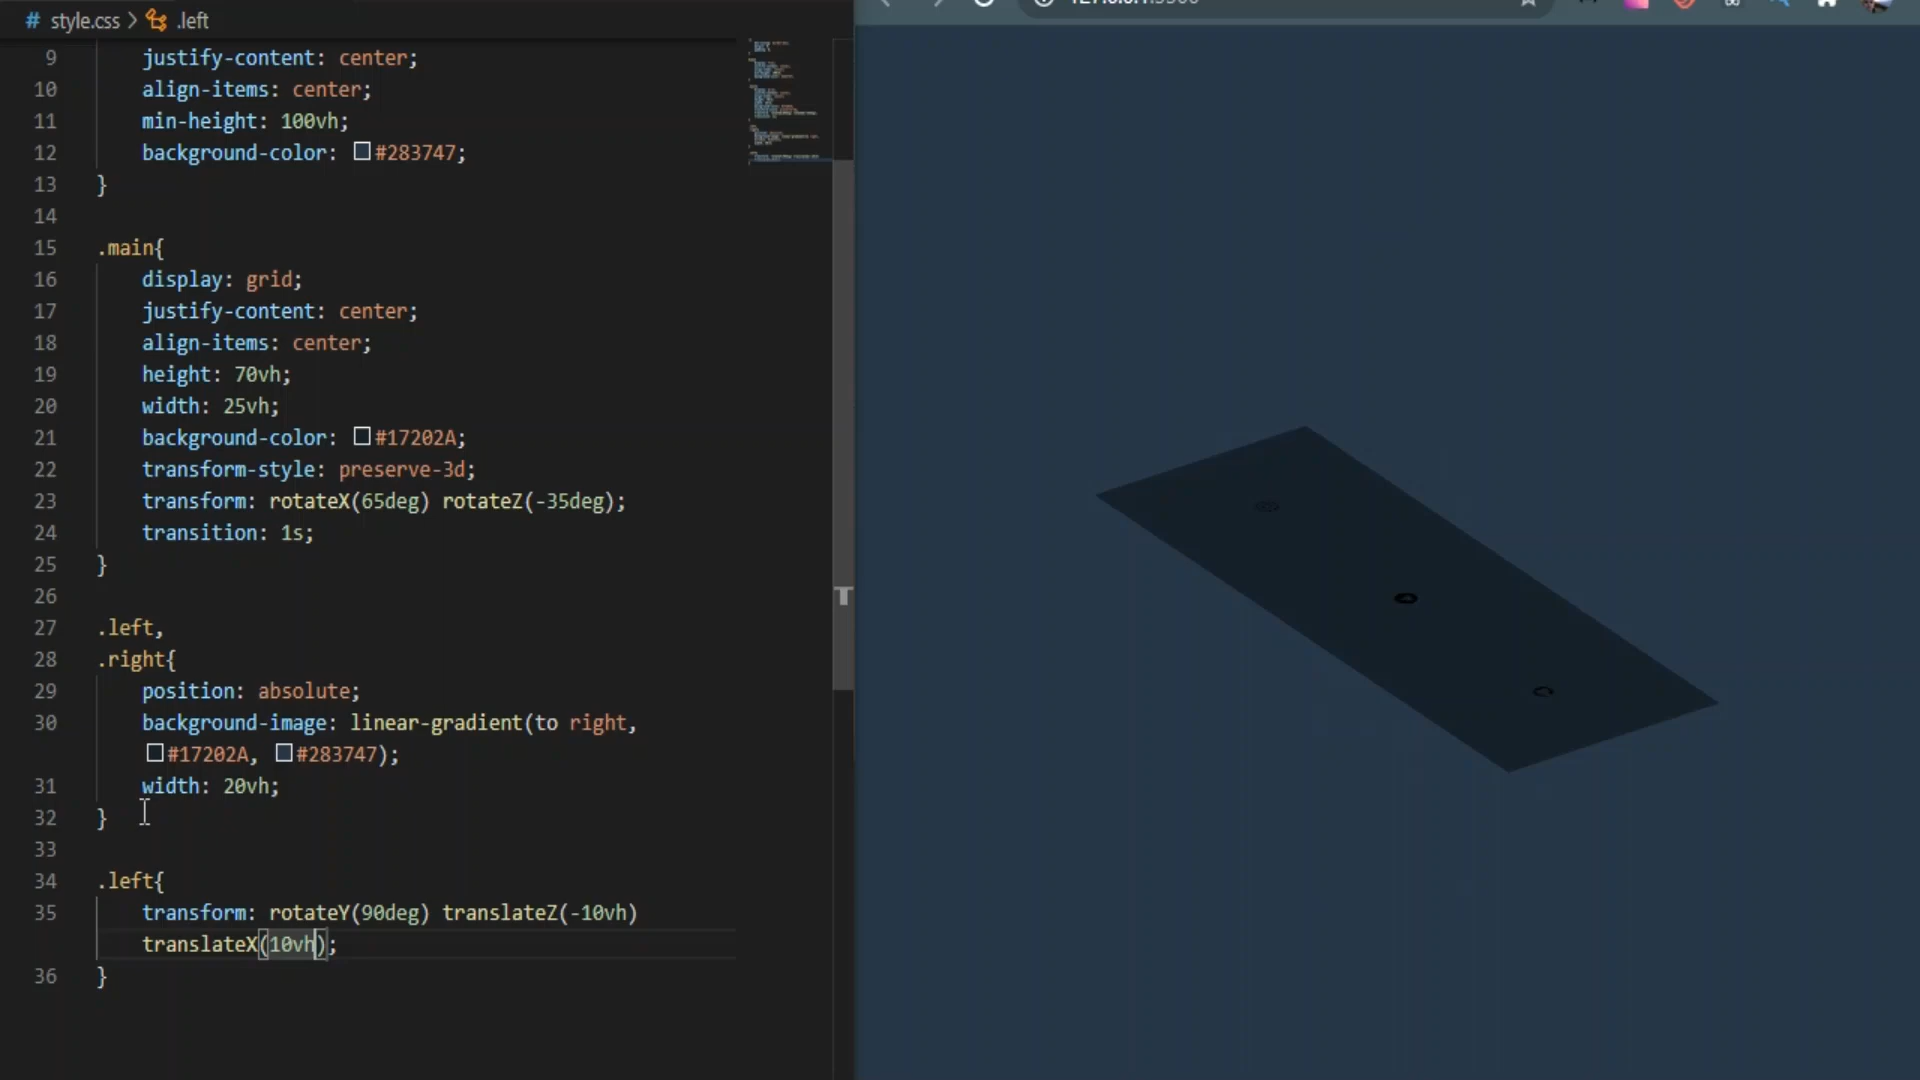 # style.css > .left
9 justify-content: center;
10 align-items: center;
11 min-height: 100vh;
12 background-color: #283747;
13 }
14
15 .main{
16 display: grid;
17 justify-content: center;
18 align-items: center;
19 height: 70vh;
20 width: 25vh;
21 background-color: #17202A;
22 transform-style: preserve-3d;
23 transform: rotateX(65deg) rotateZ(-35deg);
24 transition: 1s;
25 }
26
27 .left,
28 .right{
29 position: absolute;
30 background-image: linear-gradient(to right,
#17202A, #283747);
31 width: 20vh;
32 }
33
34 .left{
35 transform: rotateY(90deg) translateZ(-10vh)
translateX(10vh);
36 }